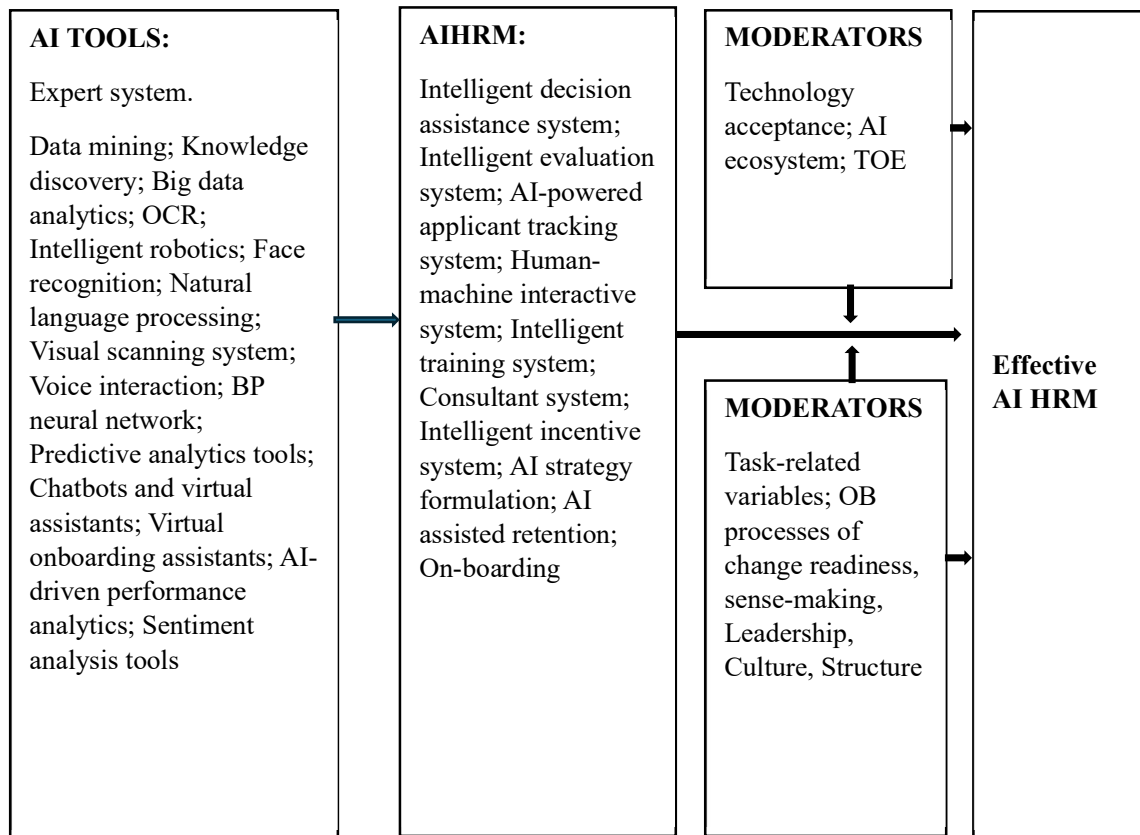 AI TOOLS:
Expert system.
Data mining; Knowledge
discovery; Big data
analytics; OCR;
Intelligent robotics; Face
recognition; Natural
language processing;
Visual scanning system;
Voice interaction; BP
neural network;
Predictive analytics tools;
Chatbots and virtual
assistants; Virtual
onboarding assistants; AI-
driven performance
analytics; Sentiment
analysis tools
AIHRM:
Intelligent decision
assistance system;
Intelligent evaluation
system; AI-powered
applicant tracking
system; Human-
machine interactive
system; Intelligent
training system;
Consultant system;
Intelligent incentive
system; AI strategy
formulation; AI
assisted retention;
On-boarding
MODERATORS
Technology
acceptance; AI
ecosystem; TOE
MODERATORS
Task-related
variables; OB
processes of
change readiness,
sense-making,
Leadership,
Culture, Structure
Effective
AI HRM